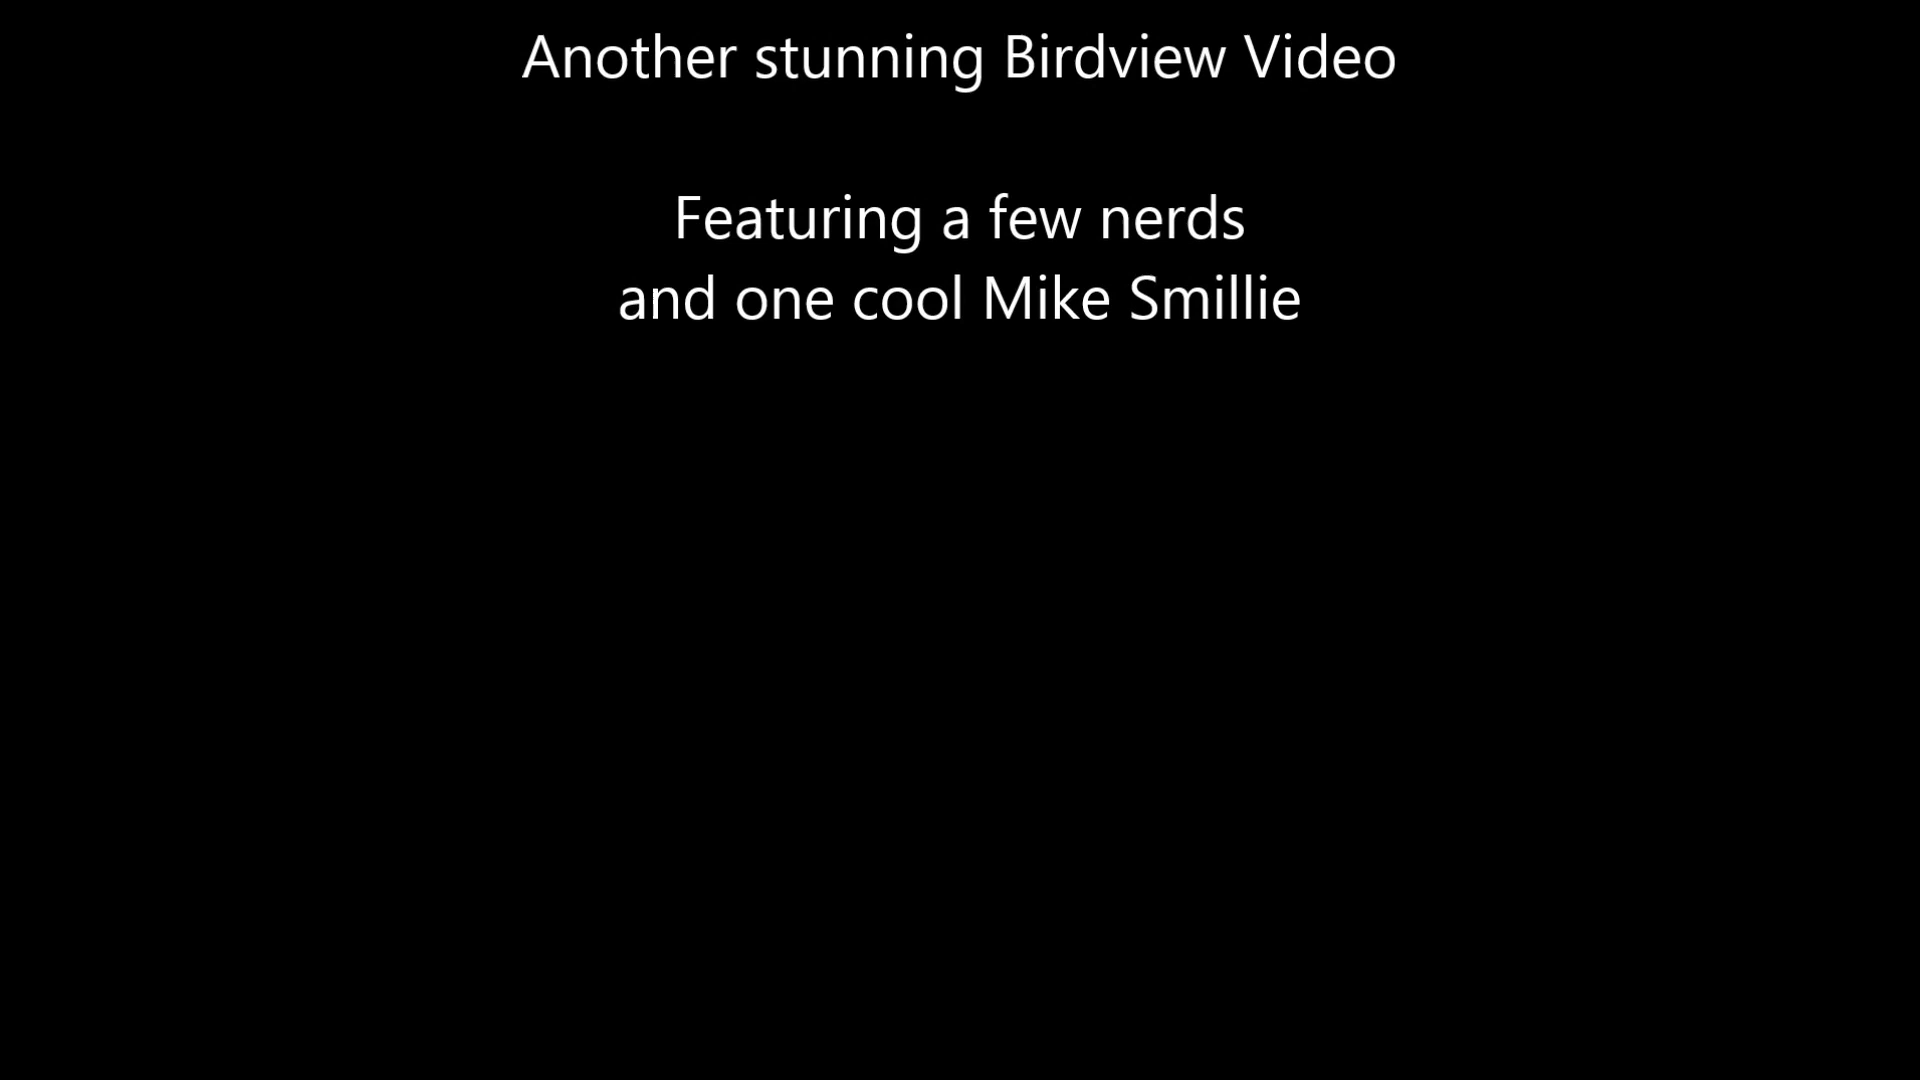 Another stunning Birdview Video
Featuring a few nerds
and one cool Mike Smillie